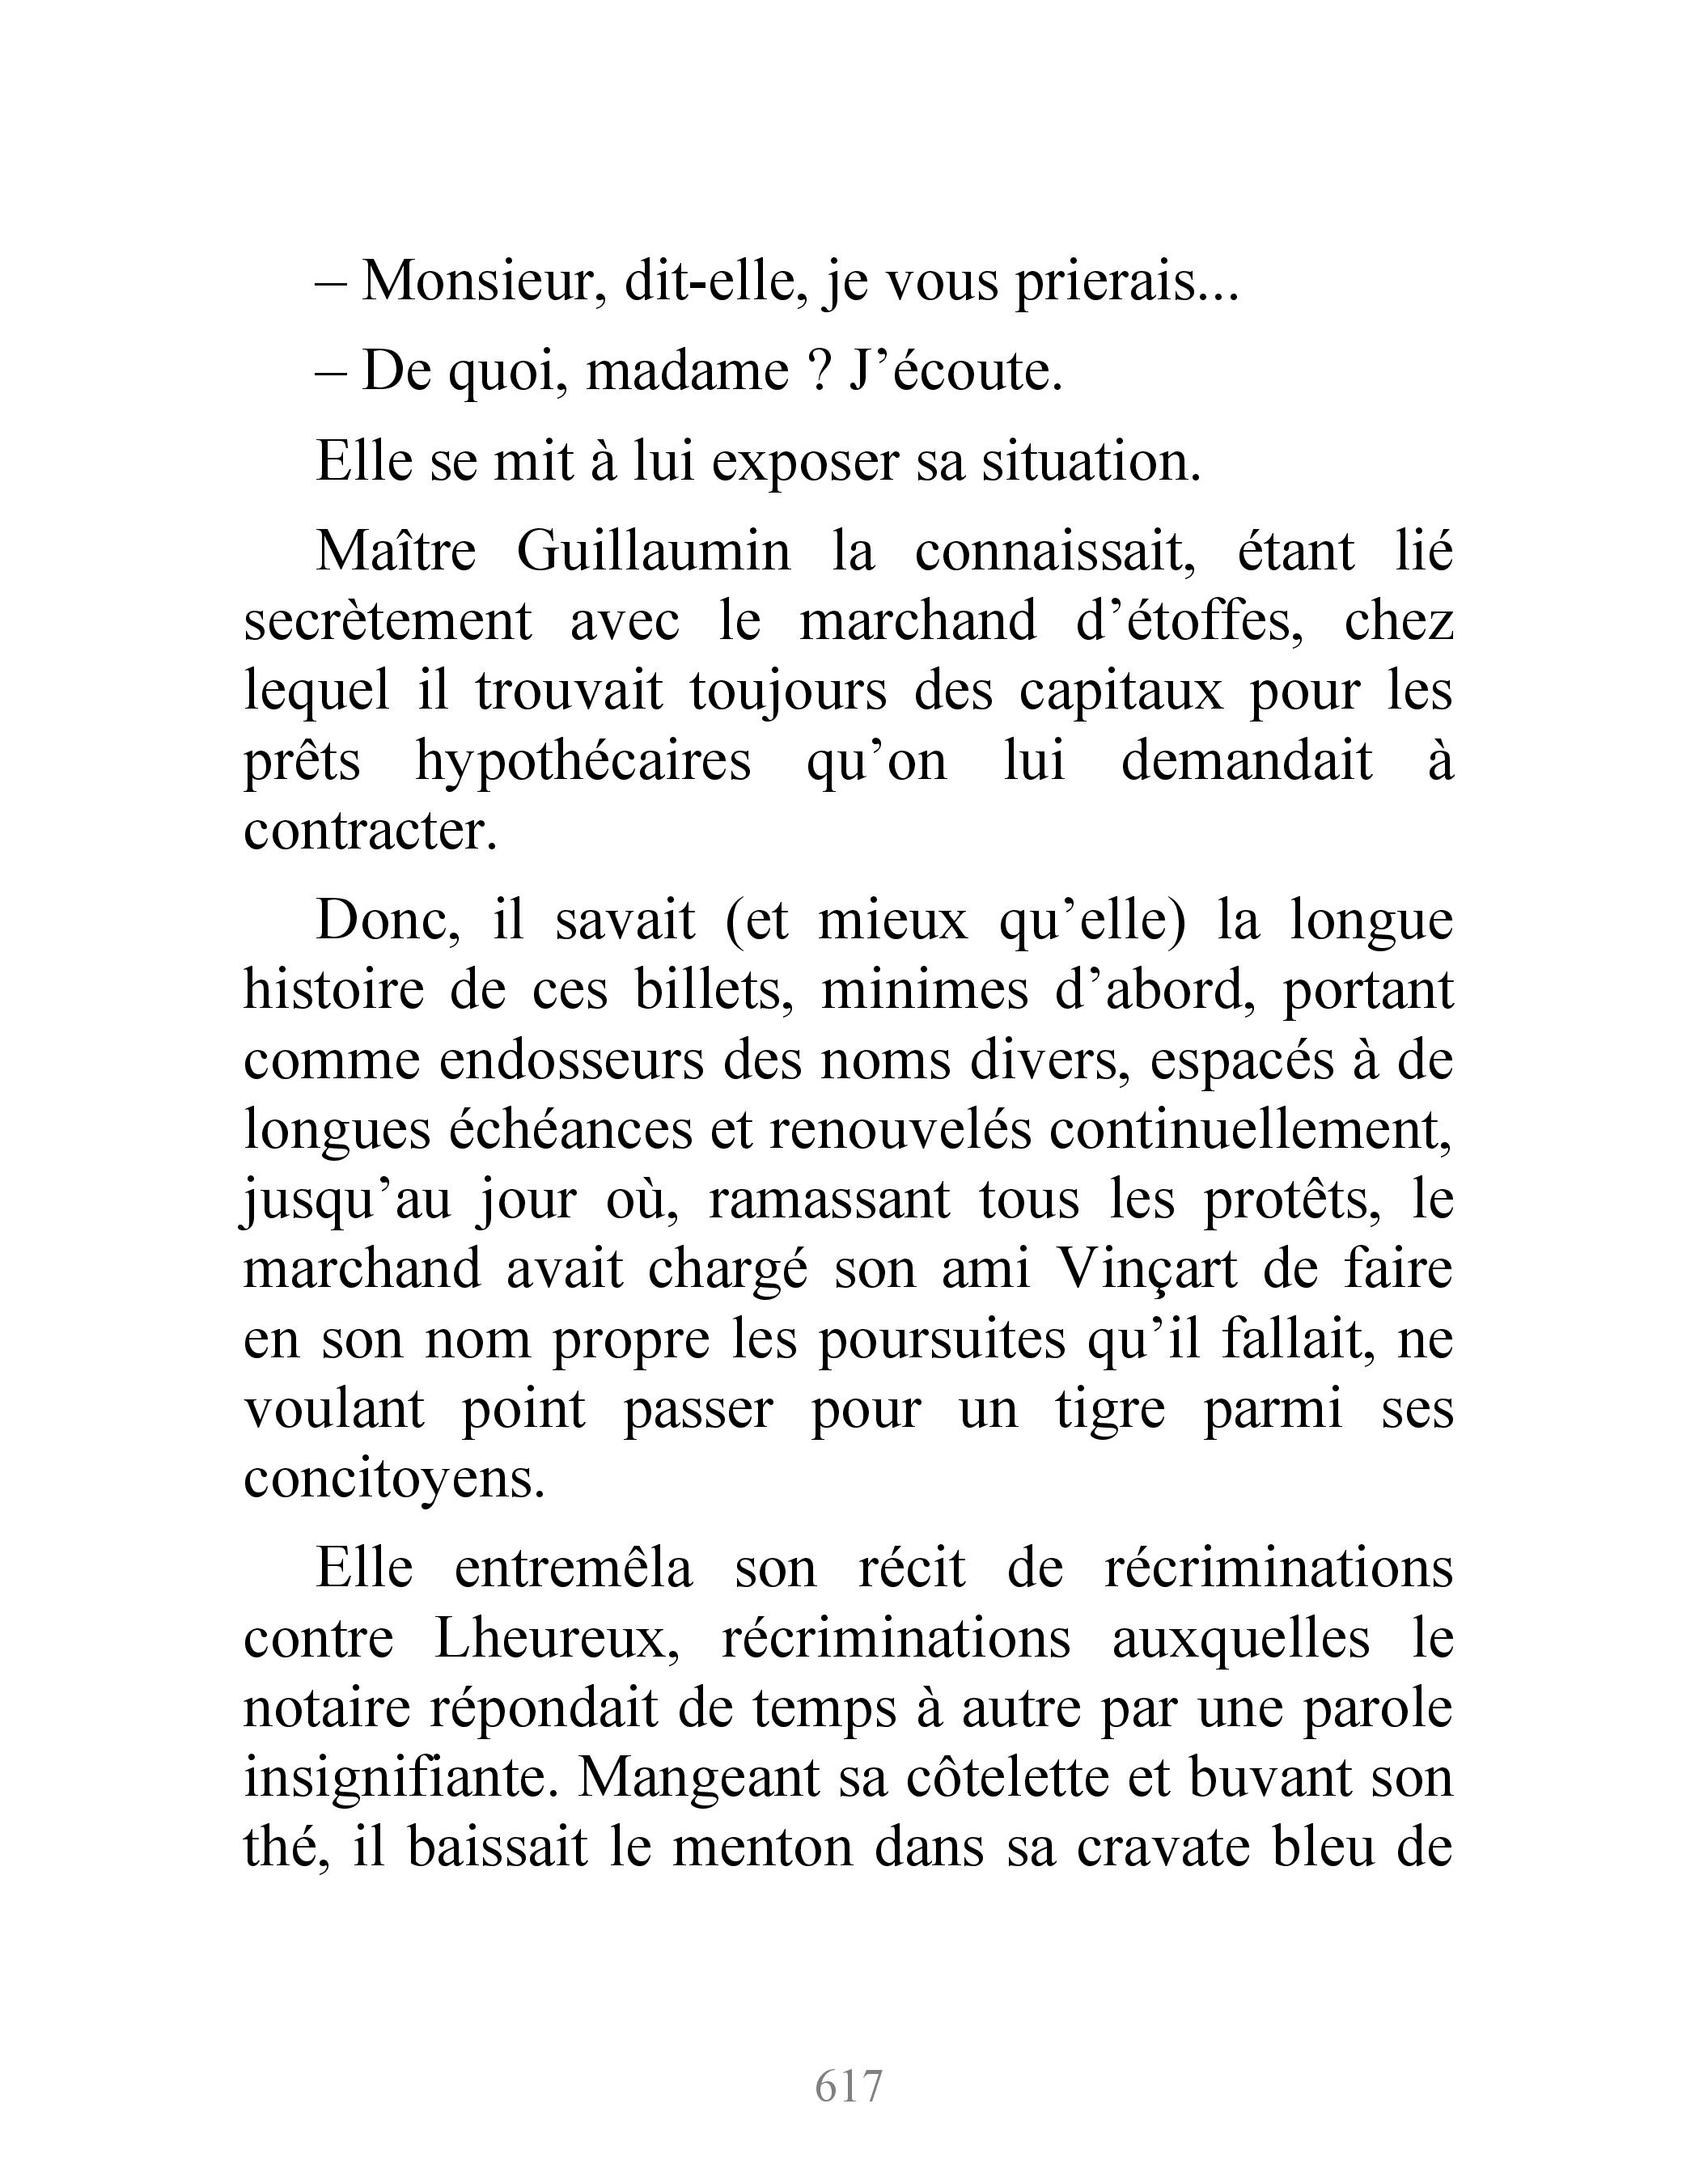 – Monsieur, dit-elle, je vous prierais...
– De quoi, madame ? J’écoute.
Elle se mit à lui exposer sa situation.
Maître Guillaumin la connaissait, étant lié
secrètement avec le marchand d’étoffes, chez
lequel il trouvait toujours des capitaux pour les
prêts hypothécaires qu’on lui demandait à
contracter.
Donc, il savait (et mieux qu’elle) la longue
histoire de ces billets, minimes d’abord, portant
comme endosseurs des noms divers, espacés à de
longues échéances et renouvelés continuellement,
jusqu’au jour où, ramassant tous les protêts, le
marchand avait chargé son ami Vinçart de faire
en son nom propre les poursuites qu’il fallait, ne
voulant point passer pour un tigre parmi ses
concitoyens.
Elle entremêla son récit de récriminations
contre Lheureux, récriminations auxquelles le
notaire répondait de temps à autre par une parole
insignifiante. Mangeant sa côtelette et buvant son
thé, il baissait le menton dans sa cravate bleu de
617